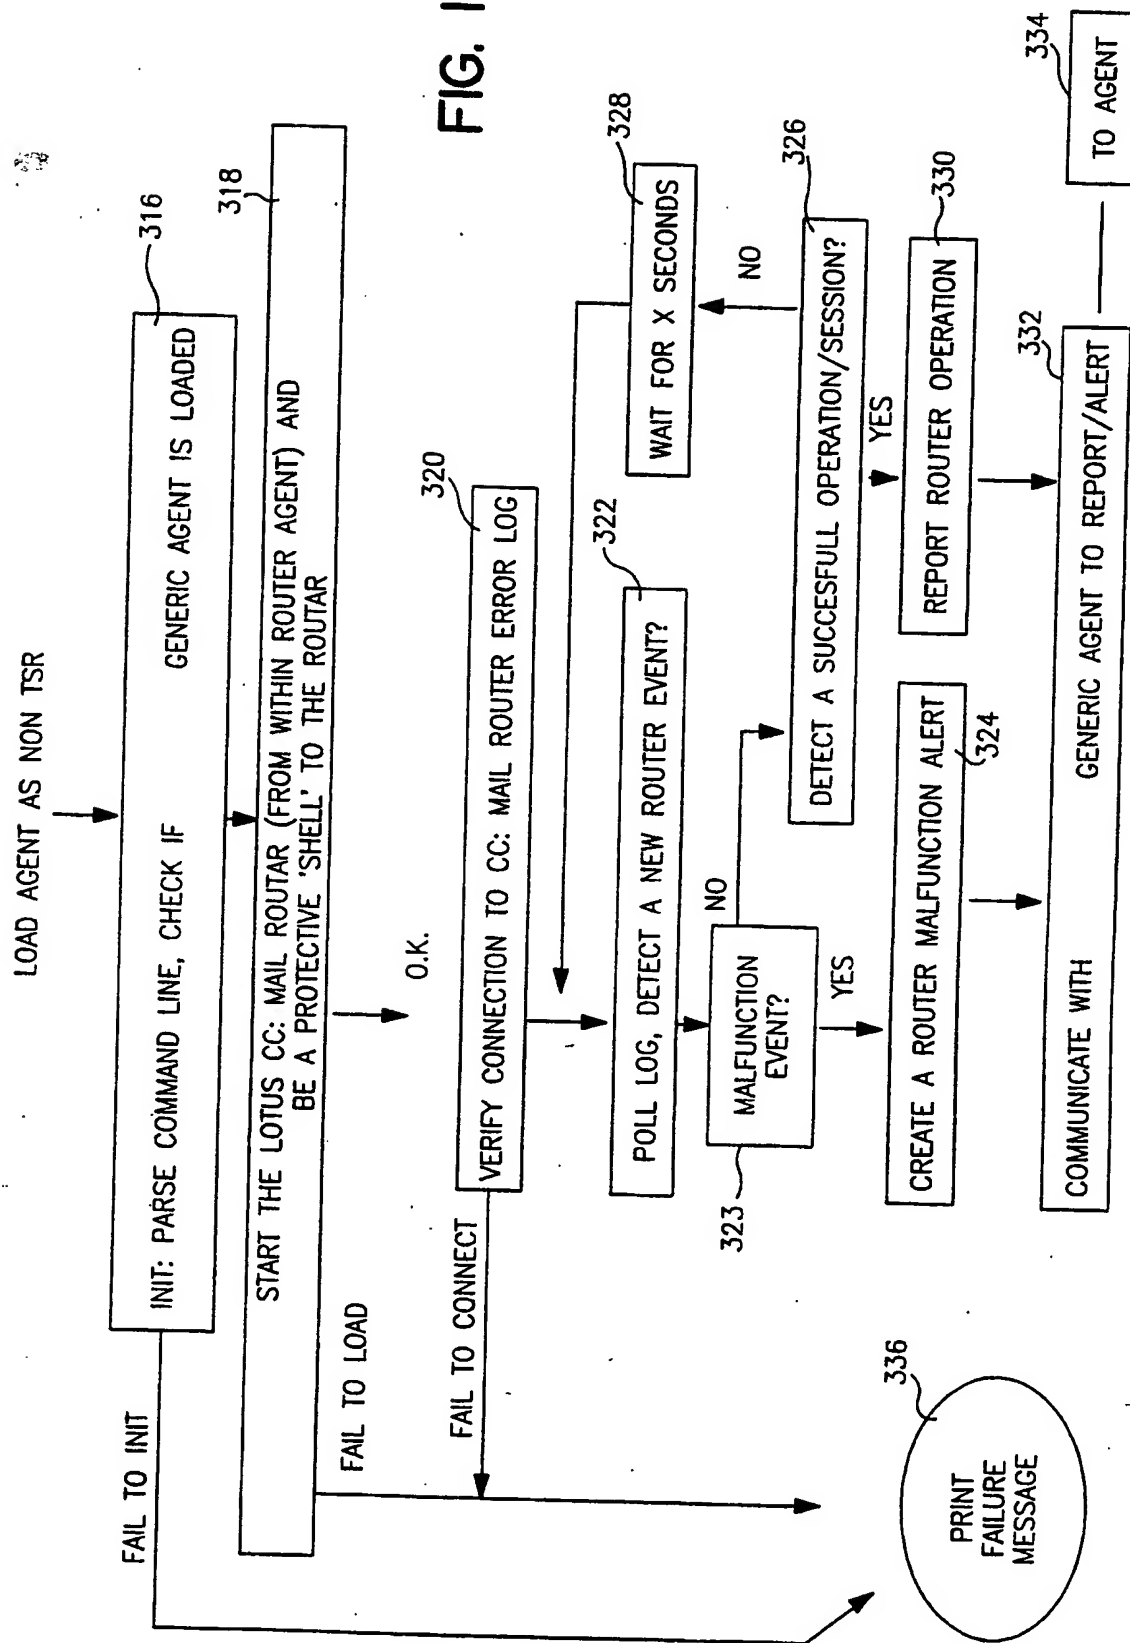 LOAD AGENT AS NON TSR
316
INIT: PARSE COMMAND LINE, CHECK IF GENERIC AGENT IS LOADED
FAIL TO INIT
318
START THE LOTUS CC: MAIL ROUTAR (FROM WITHIN ROUTER AGENT) AND
BE A PROTECTIVE 'SHELL' TO THE ROUTAR
FAIL TO LOAD
O.K.
320
VERIFY CONNECTION TO CC: MAIL ROUTER ERROR LOG
FAIL TO CONNECT
328
WAIT FOR X SECONDS
322
POLL LOG, DETECT A NEW ROUTER EVENT?
NO
323
MALFUNCTION
EVENT?
NO
YES
326
DETECT A SUCCESFULL OPERATION/SESSION?
YES
324
CREATE A ROUTER MALFUNCTION ALERT
330
REPORT ROUTER OPERATION
332
COMMUNICATE WITH GENERIC AGENT TO REPORT/ALERT
334
TO AGENT
336
PRINT
FAILURE
MESSAGE
FIG. 1